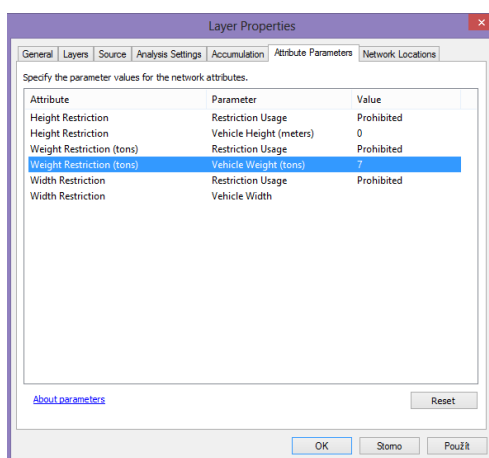 Layer Properties
General Layers Source Analysis Settings Accumulation Attribute Parameters Network Locations
Specify the parameter values for the network attributes.
Attribute Parameter Value
Height Restriction Restriction Usage Prohibited
Height Restriction Vehicle Height (meters) 0
Weight Restriction (tons) Restriction Usage Prohibited
Weight Restriction (tons) Vehicle Weight (tons) 7
Width Restriction Restriction Usage Prohibited
Width Restriction Vehicle Width
About parameters Reset
OK Storno Použít